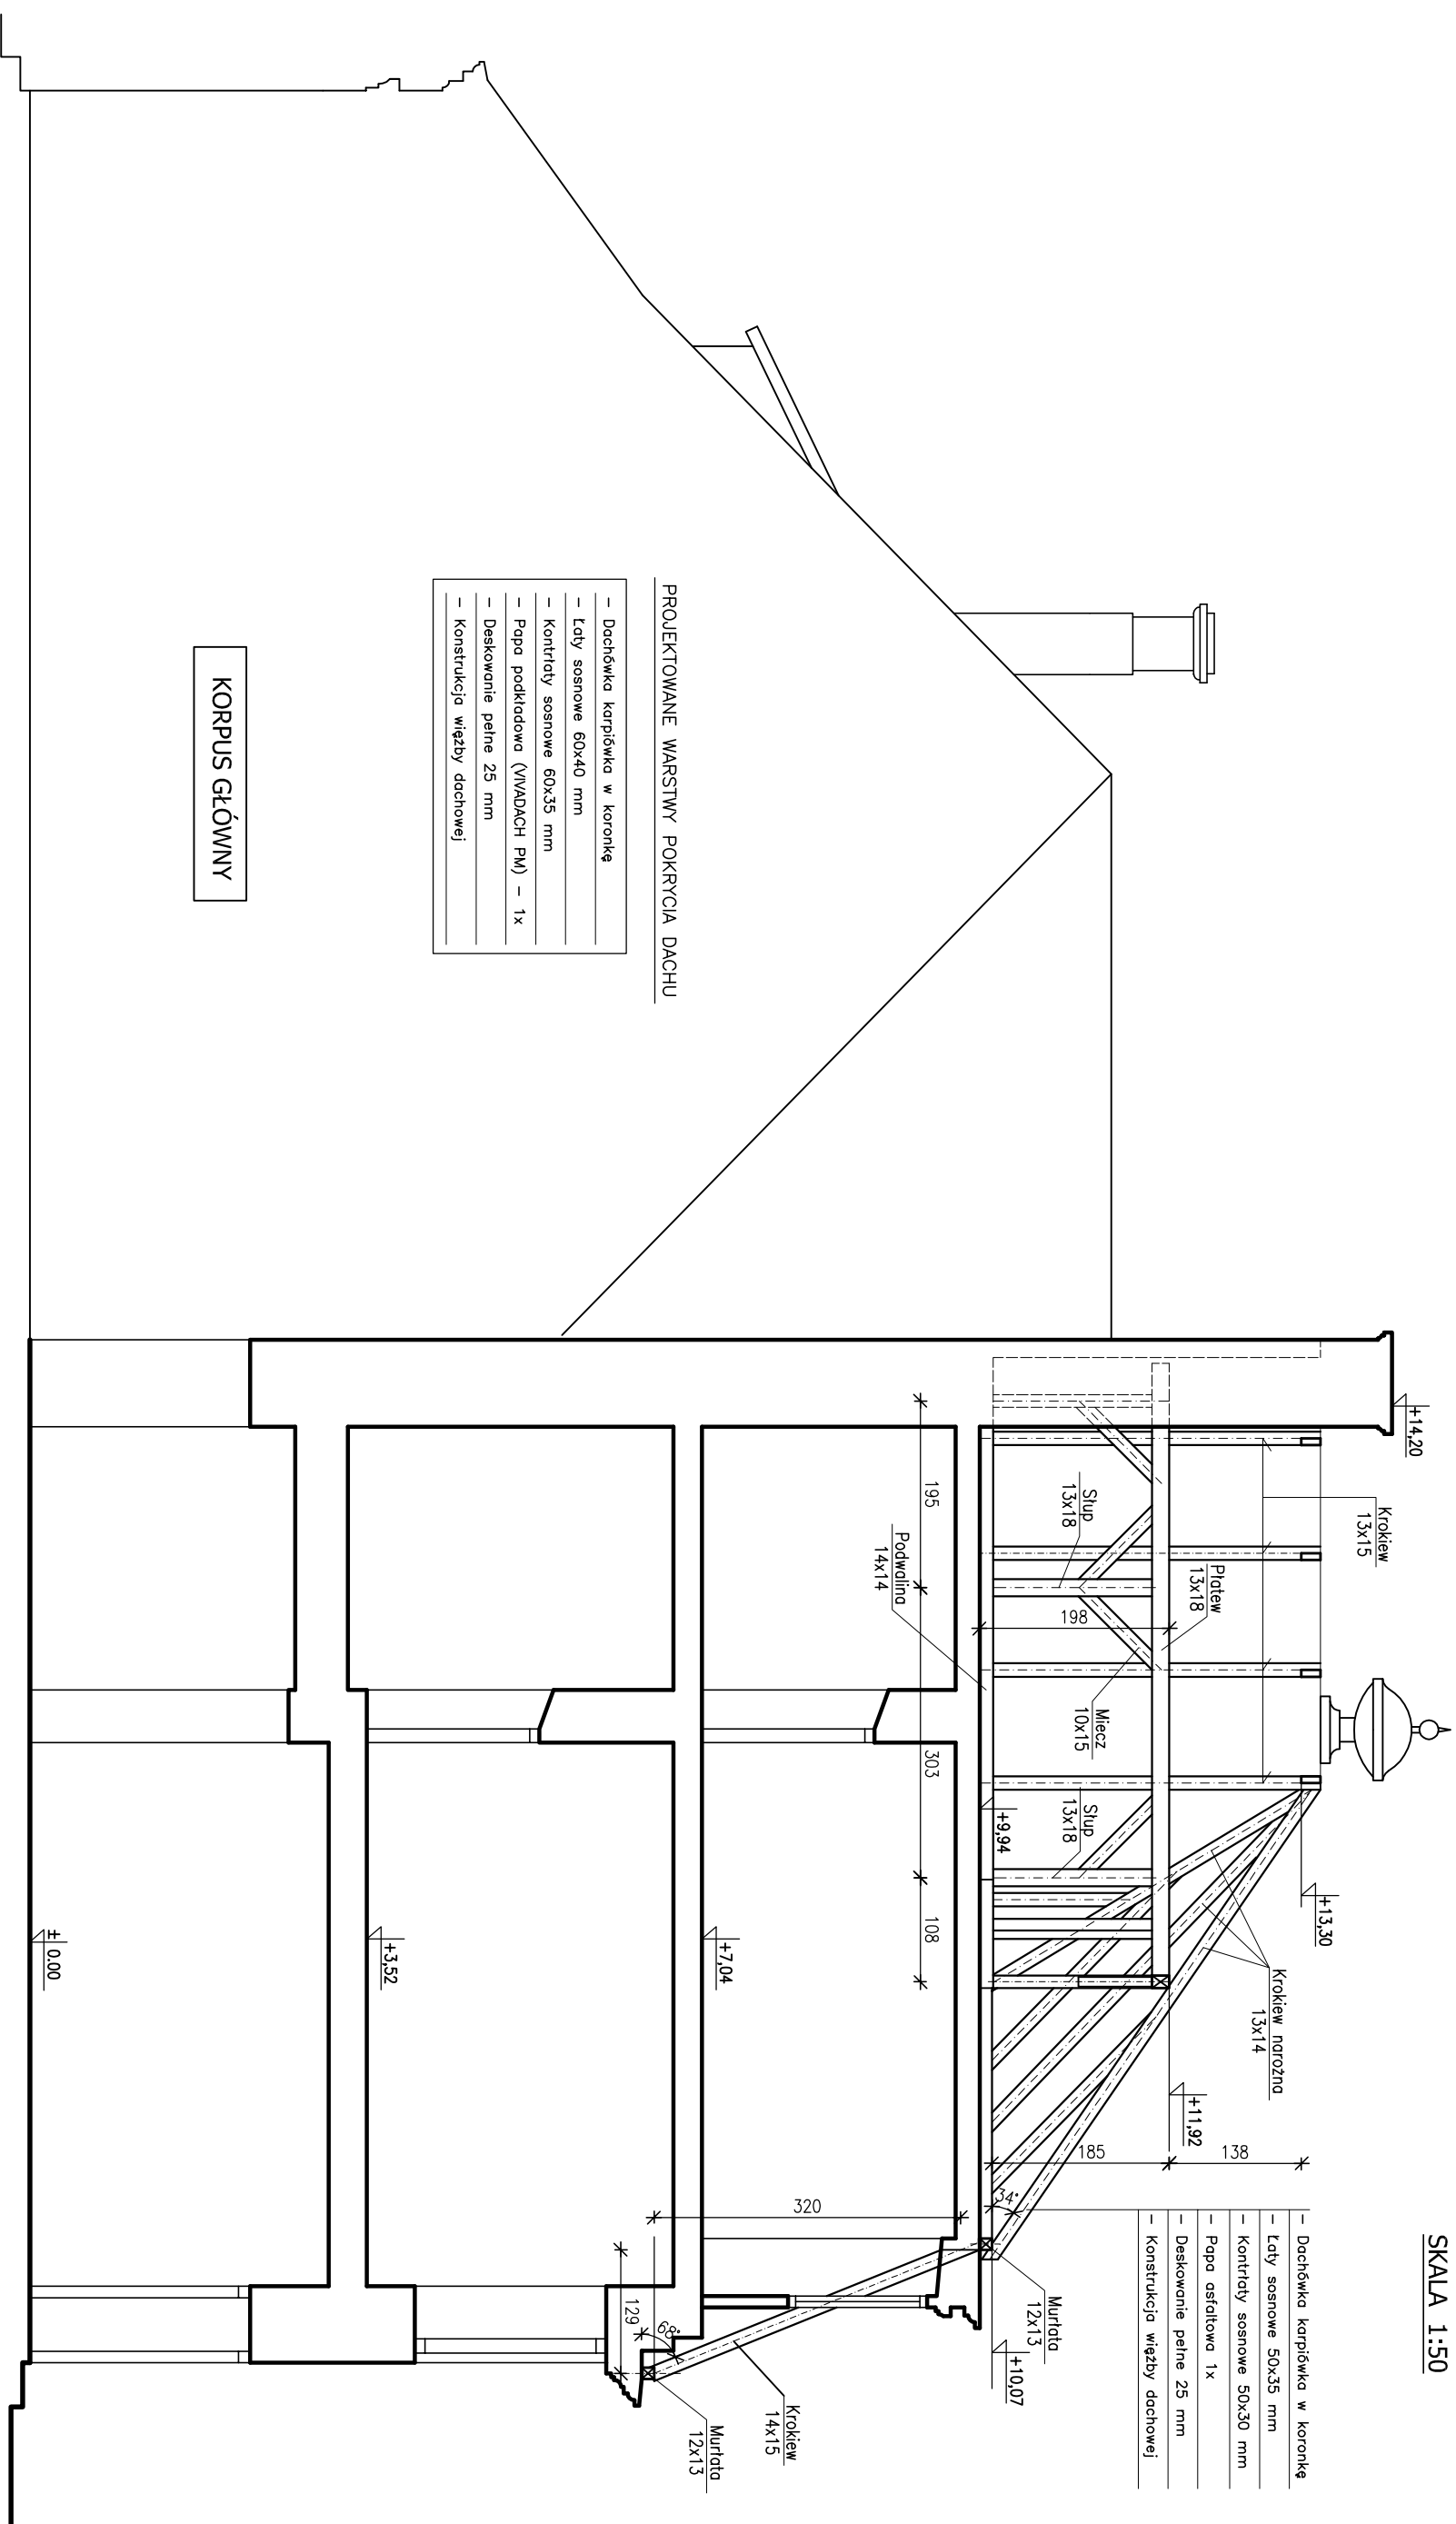 SKALA 1:50
+14,20
Krokiew
13x15
Płatew
13x18
Słup
13x18
195
Podwalina
14x14
198
Miecz
10x15
303
Słup
13x18
+9,94
108
+13,30
Krokiew narożna
13x14
+11,92
138
185
34°
- Dachówka karpiówka w koronkę
- Łaty sosnowe 50x35 mm
- Kontrłaty sosnowe 50x30 mm
- Papa asfaltowa 1x
- Deskowanie pełne 25 mm
- Konstrukcja więźby dachowej
Murłata
12x13
+10,07
320
129
68°
Krokiew
14x15
Murłata
12x13
+7,04
+3,52
± 0.00
PROJEKTOWANE WARSTWY POKRYCIA DACHU
- Dachówka karpiówka w koronkę
- Łaty sosnowe 60x40 mm
- Kontrłaty sosnowe 60x35 mm
- Papa podkładowa (VIVADACH PM) - 1x
- Deskowanie pełne 25 mm
- Konstrukcja więźby dachowej
KORPUS GŁÓWNY